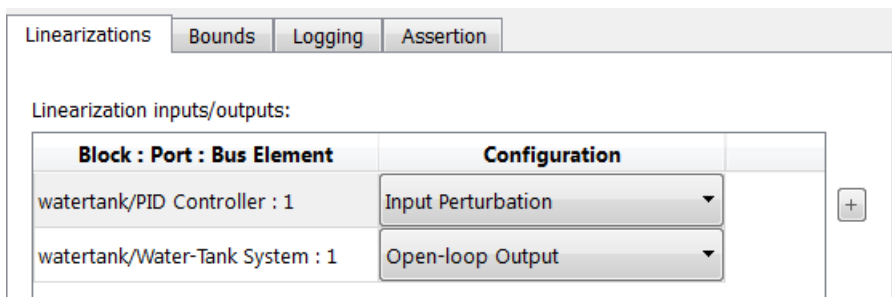 Linearizations Bounds Logging Assertion
Linearization inputs/outputs:
Block : Port : Bus Element Configuration
watertank/PID Controller : 1 Input Perturbation +
watertank/Water-Tank System : 1 Open-loop Output